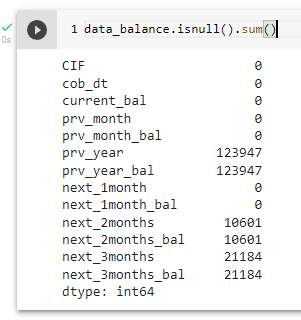 1 data_balance.isnull().sum()
0s
CIF 0
cob_dt 0
current_bal 0
prv_month 0
prv_month_bal 0
prv_year 123947
prv_year_bal 123947
next_1month 0
next_1month_bal 0
next_2months 10601
next_2months_bal 10601
next_3months 21184
next_3months_bal 21184
dtype: int64